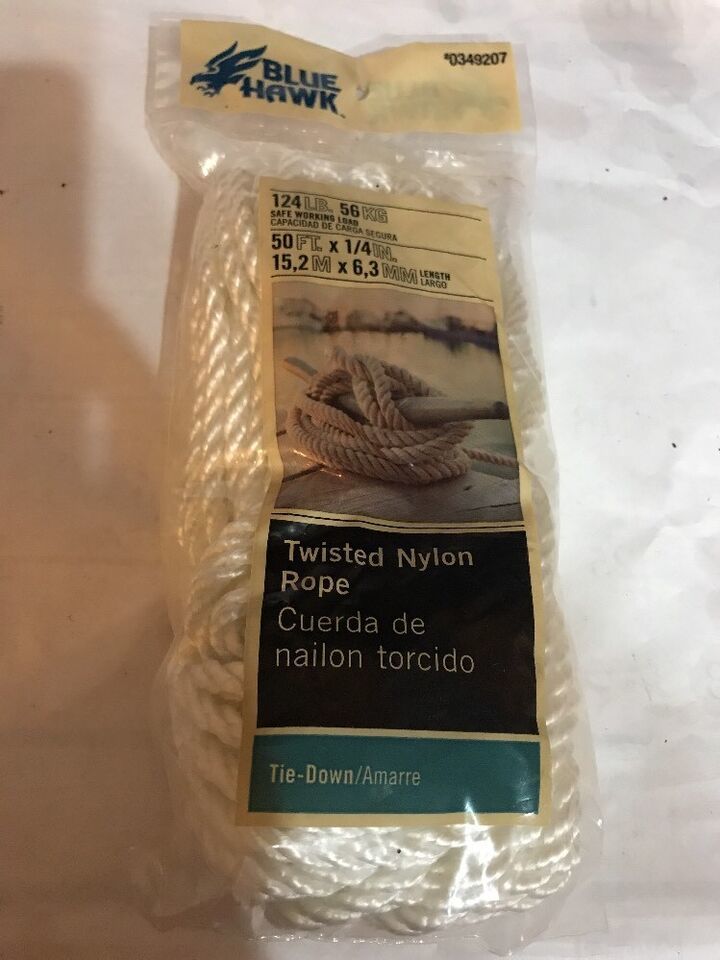 BLUE
HAWK
#0349207
124 LB. 56 KG
SAFE WORKING LOAD
CAPACIDAD DE CARGA SEGURA
50 FT. x 1/4 IN.
15,2 M x 6,3 MM LENGTH
LARGO
Twisted Nylon
Rope
Cuerda de
nailon torcido
Tie-Down/Amarre